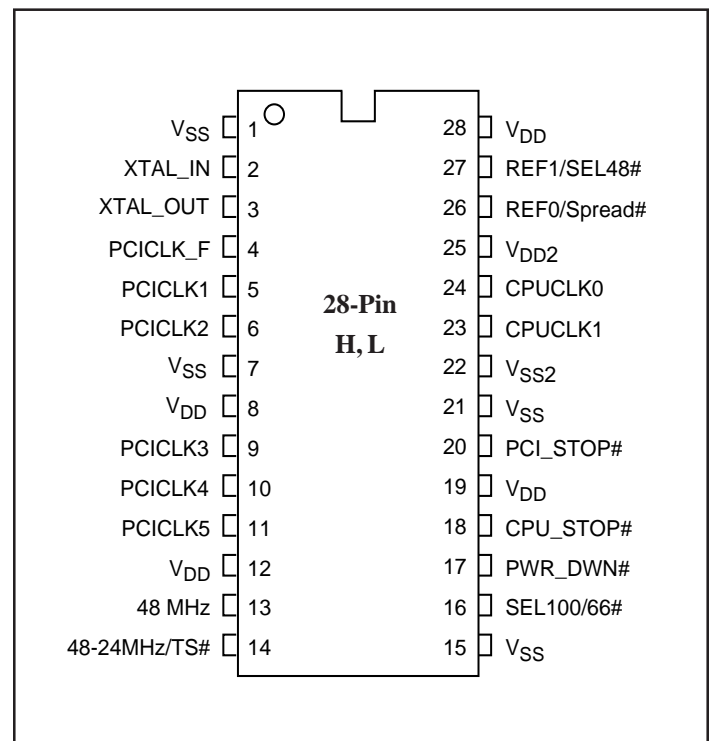 VSS 1 28 VDD
XTAL_IN 2 27 REF1/SEL48#
XTAL_OUT 3 26 REF0/Spread#
PCICLK_F 4 25 VDD2
PCICLK1 5 24 CPUCLK0
PCICLK2 6 23 CPUCLK1
VSS 7 22 VSS2
VDD 8 21 VSS
PCICLK3 9 20 PCI_STOP#
PCICLK4 10 19 VDD
PCICLK5 11 18 CPU_STOP#
VDD 12 17 PWR_DWN#
48 MHz 13 16 SEL100/66#
48-24MHz/TS# 14 15 VSS
28-Pin
H, L